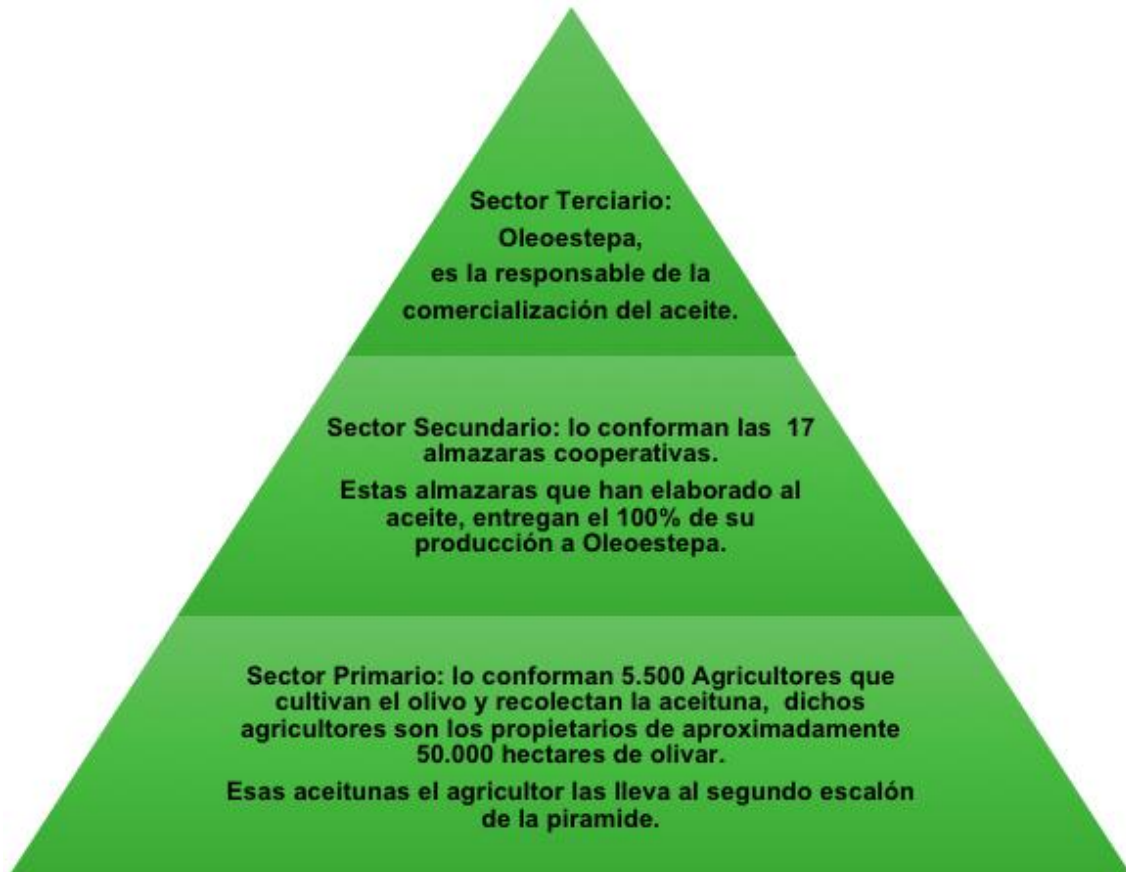 Sector Terciario:
Oleoestepa,
es la responsable de la
comercialización del aceite.
Sector Secundario: lo conforman las  17
almazaras cooperativas.
Estas almazaras que han elaborado al
aceite, entregan el 100% de su
producción a Oleoestepa.
Sector Primario: lo conforman 5.500 Agricultores que
cultivan el olivo y recolectan la aceituna,  dichos
agricultores son los propietarios de aproximadamente
50.000 hectares de olivar.
Esas aceitunas el agricultor las lleva al segundo escalón
de la piramide.